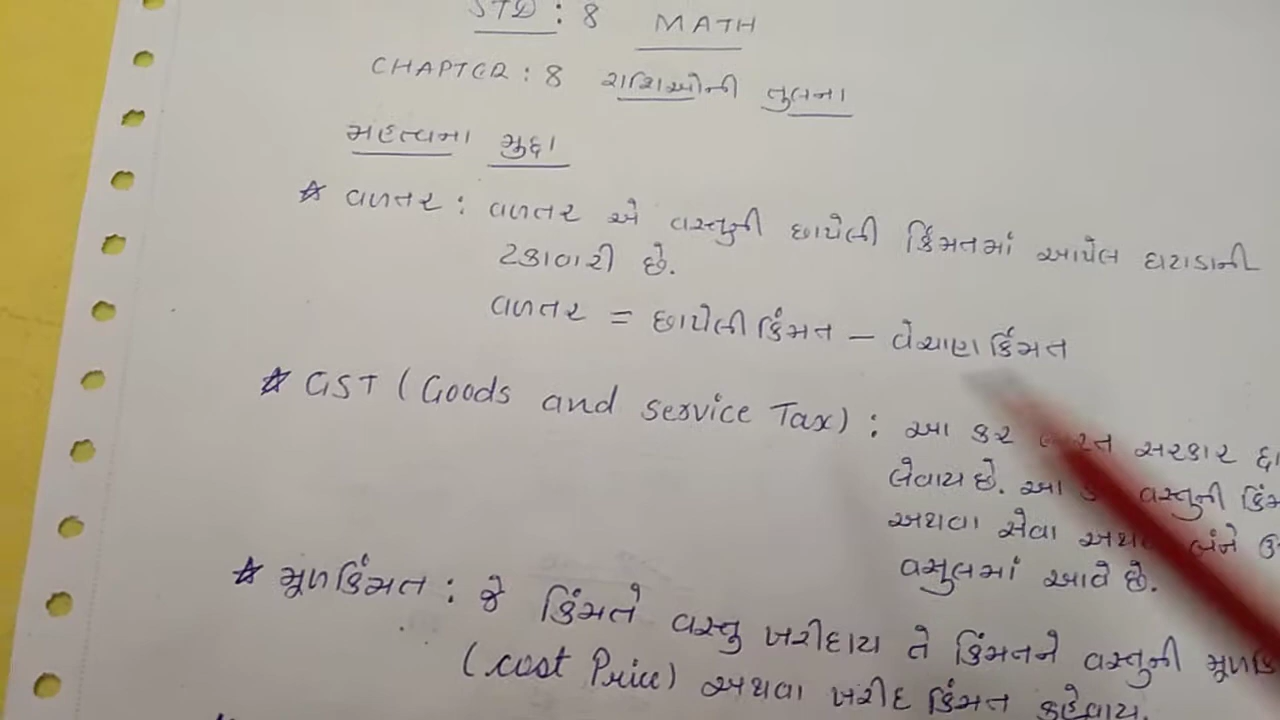 STD : 8 MATH
CHAPTER : 8 રાશિઓની તુલના
મહત્વના મુદ્દા
☆ વળતર : વળતર એ વસ્તુની છાપેલી કિંમતમાં આપેલ ઘટાડાની
ટકાવારી છે.
વળતર = છાપેલી કિંમત – વેચાણ કિંમત
☆ GST (Goods and service Tax) : આ કર ભારત સરકાર
લેવાય છે. આ વસ્તુની
અથવા સેવા અથવા બંને
વસુલમાં આવે છે.
☆ મૂળકિંમત : જે કિંમતે વસ્તુ ખરીદાય તે કિંમતને વસ્તુની
(cost Price) અથવા ખરીદ કિંમત કહેવાય.